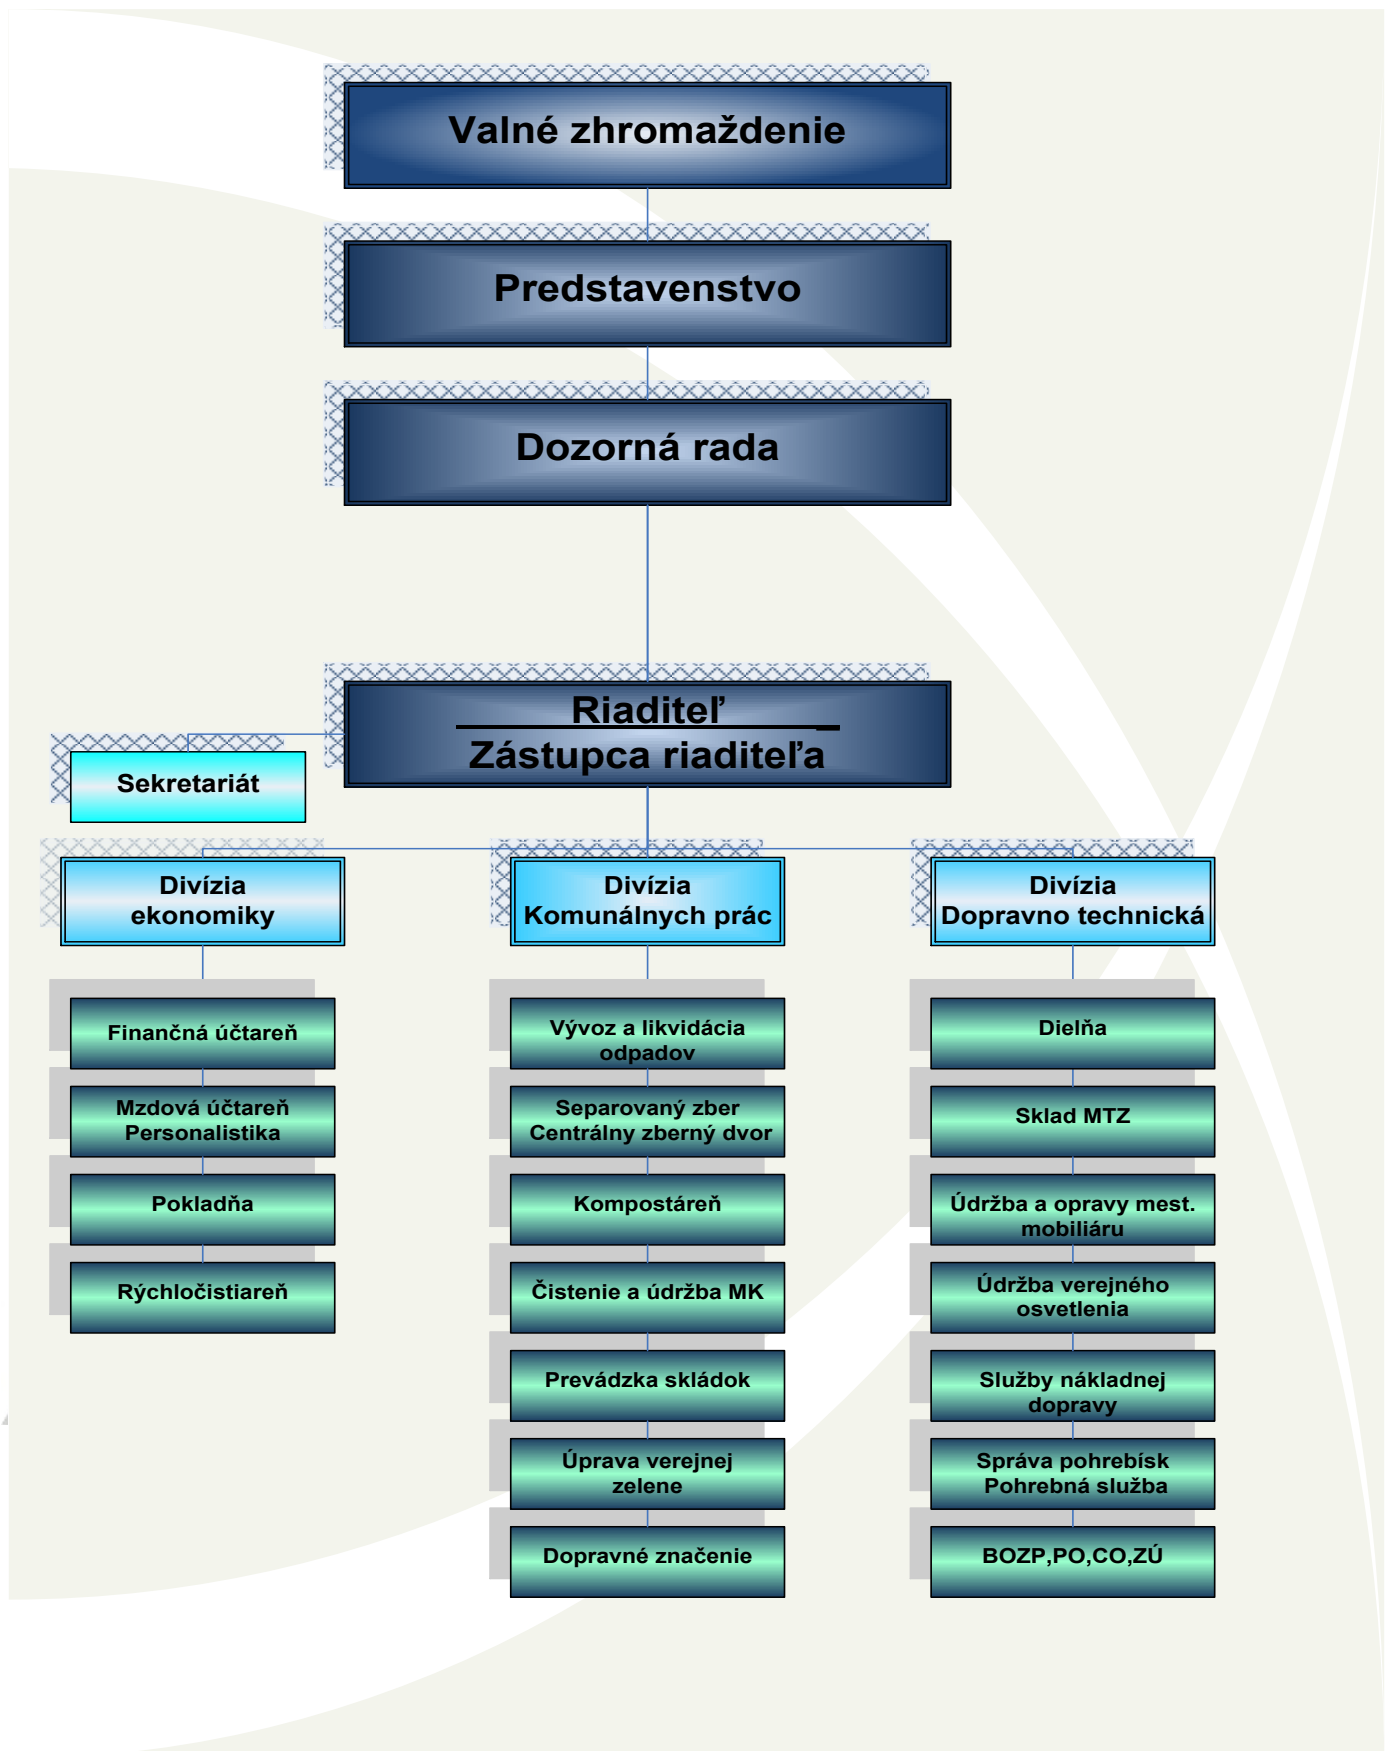 Valné zhromaždenie
Predstavenstvo
Dozorná rada
Riaditeľ
Zástupca riaditeľa
Sekretariát
Divízia
ekonomiky
Finančná účtareň
Mzdová účtareň
Personalistika
Pokladňa
Rýchločistiareň
Divízia
Komunálnych prác
Vývoz a likvidácia
odpadov
Separovaný zber
Centrálny zberný dvor
Kompostáreň
Čistenie a údržba MK
Prevádzka skládok
Úprava verejnej
zelene
Dopravné značenie
Divízia
Dopravno technická
Dielňa
Sklad MTZ
Údržba a opravy mest.
mobiliáru
Údržba verejného
osvetlenia
Služby nákladnej
dopravy
Správa pohrebísk
Pohrebná služba
BOZP,PO,CO,ZÚ